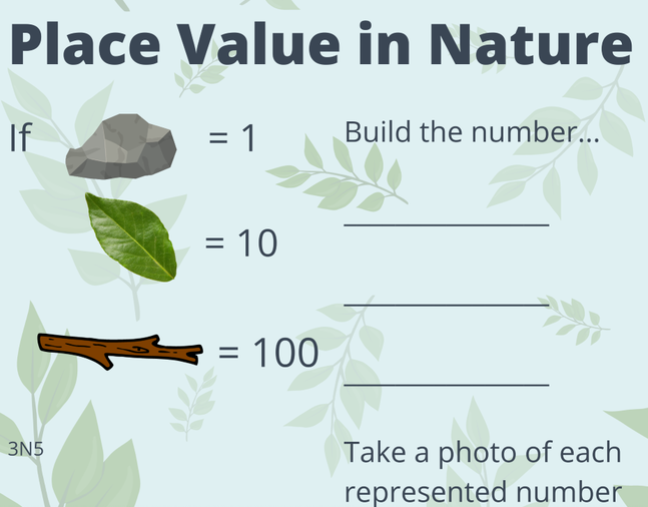 Place Value in Nature
If = 1
Build the number...
= 10
= 100
3N5
Take a photo of each
represented number